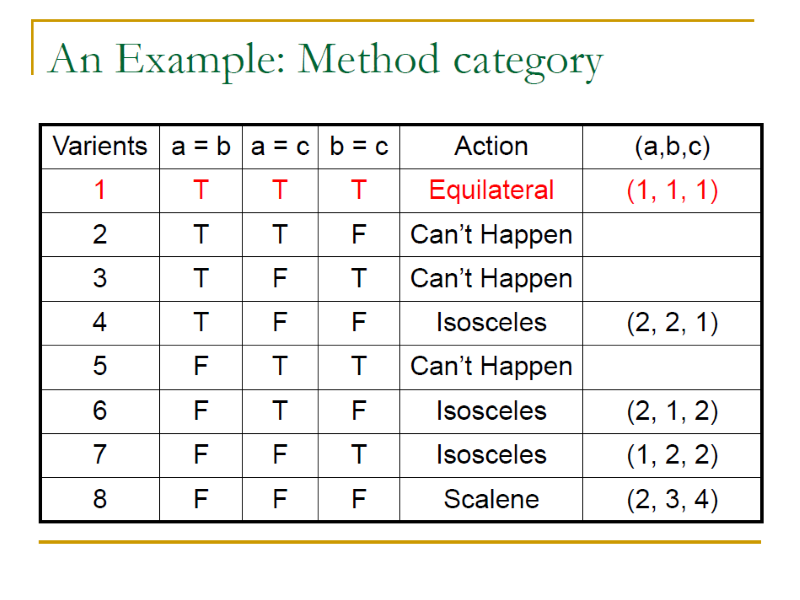 An Example: Method category
Varients a = b a = c b = c Action (a,b,c)
1 T T T Equilateral (1, 1, 1)
2 T T F Can't Happen
3 T F T Can't Happen
4 T F F Isosceles (2, 2, 1)
5 F T T Can't Happen
6 F T F Isosceles (2, 1, 2)
7 F F T Isosceles (1, 2, 2)
8 F F F Scalene (2, 3, 4)